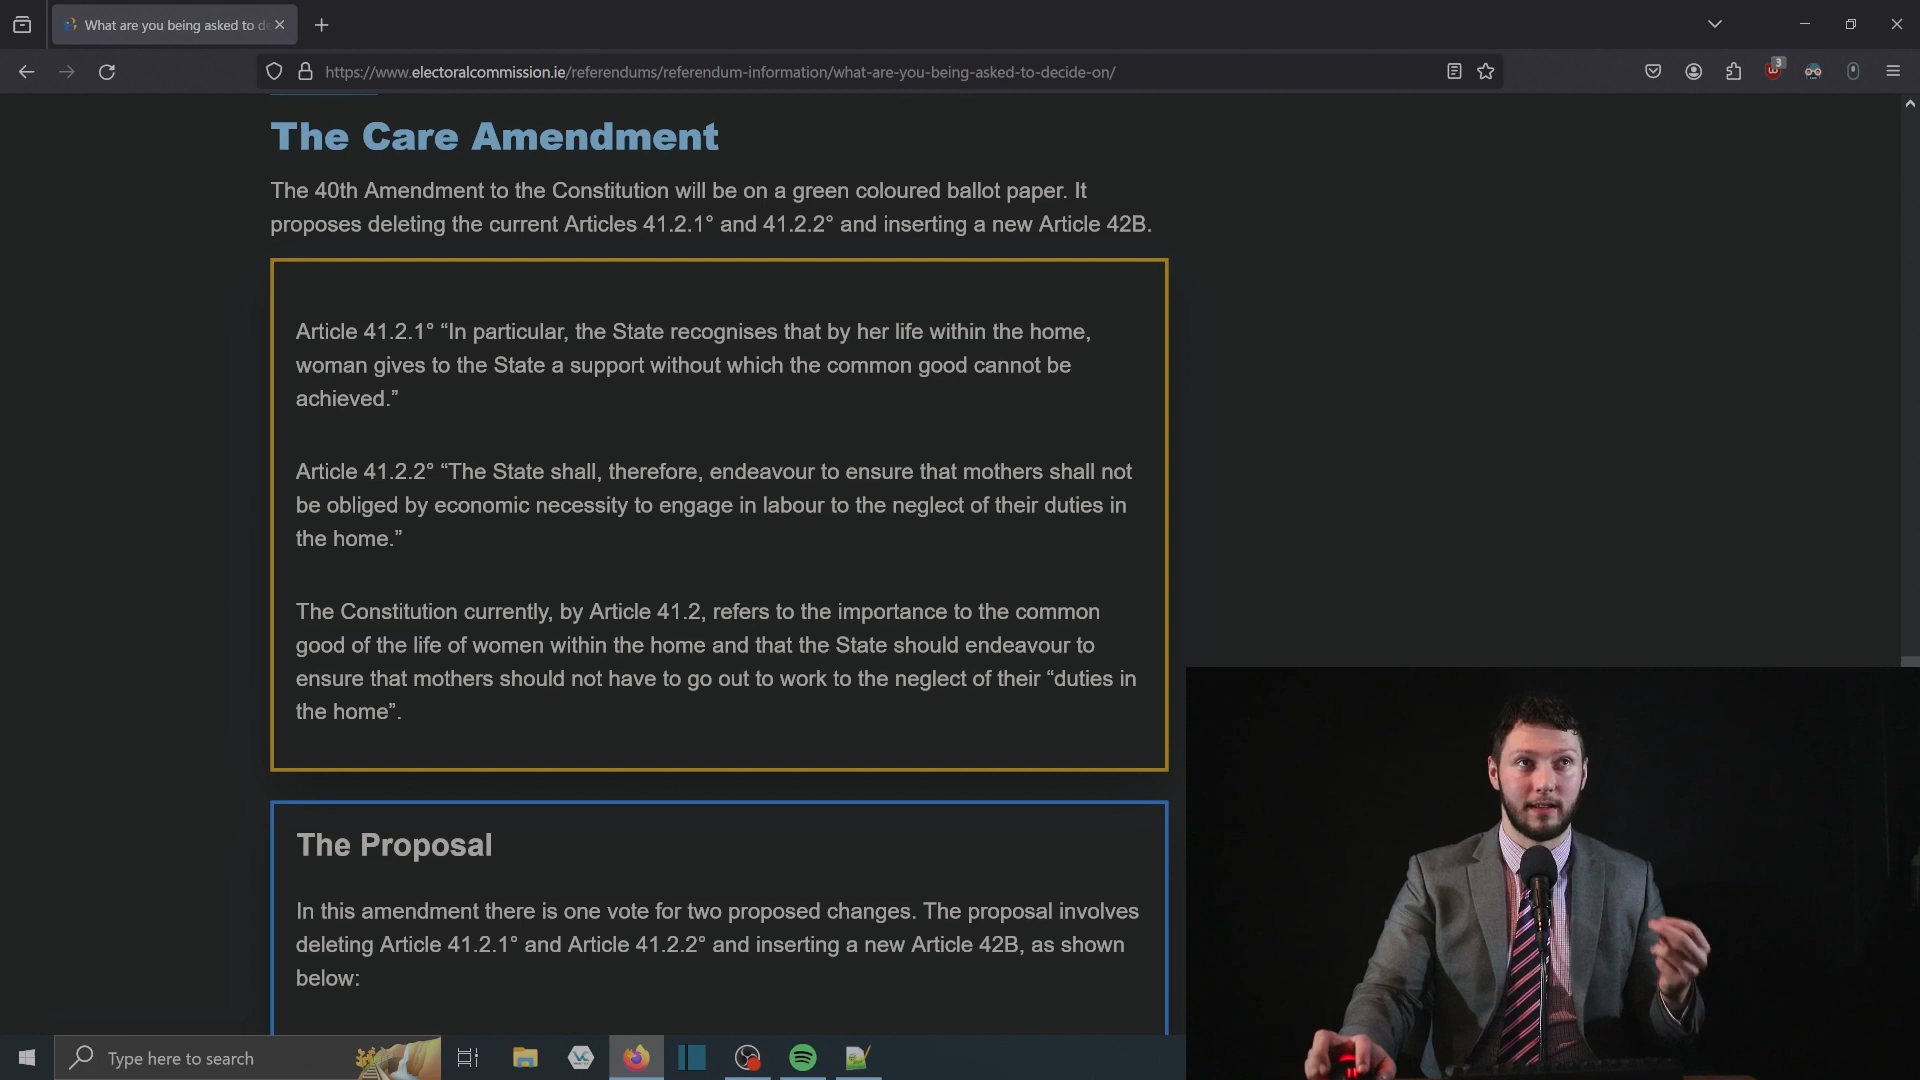 What are you being asked to de
https://www.electoralcommission.ie/referendums/referendum-information/what-are-you-being-asked-to-decide-on/
3
The Care Amendment
The 40th Amendment to the Constitution will be on a green coloured ballot paper. It
proposes deleting the current Articles 41.2.1° and 41.2.2° and inserting a new Article 42B.
Article 41.2.1° “In particular, the State recognises that by her life within the home,
woman gives to the State a support without which the common good cannot be
achieved.”
Article 41.2.2° “The State shall, therefore, endeavour to ensure that mothers shall not
be obliged by economic necessity to engage in labour to the neglect of their duties in
the home.”
The Constitution currently, by Article 41.2, refers to the importance to the common
good of the life of women within the home and that the State should endeavour to
ensure that mothers should not have to go out to work to the neglect of their “duties in
the home”.
The Proposal
In this amendment there is one vote for two proposed changes. The proposal involves
deleting Article 41.2.1° and Article 41.2.2° and inserting a new Article 42B, as shown
below:
Type here to search